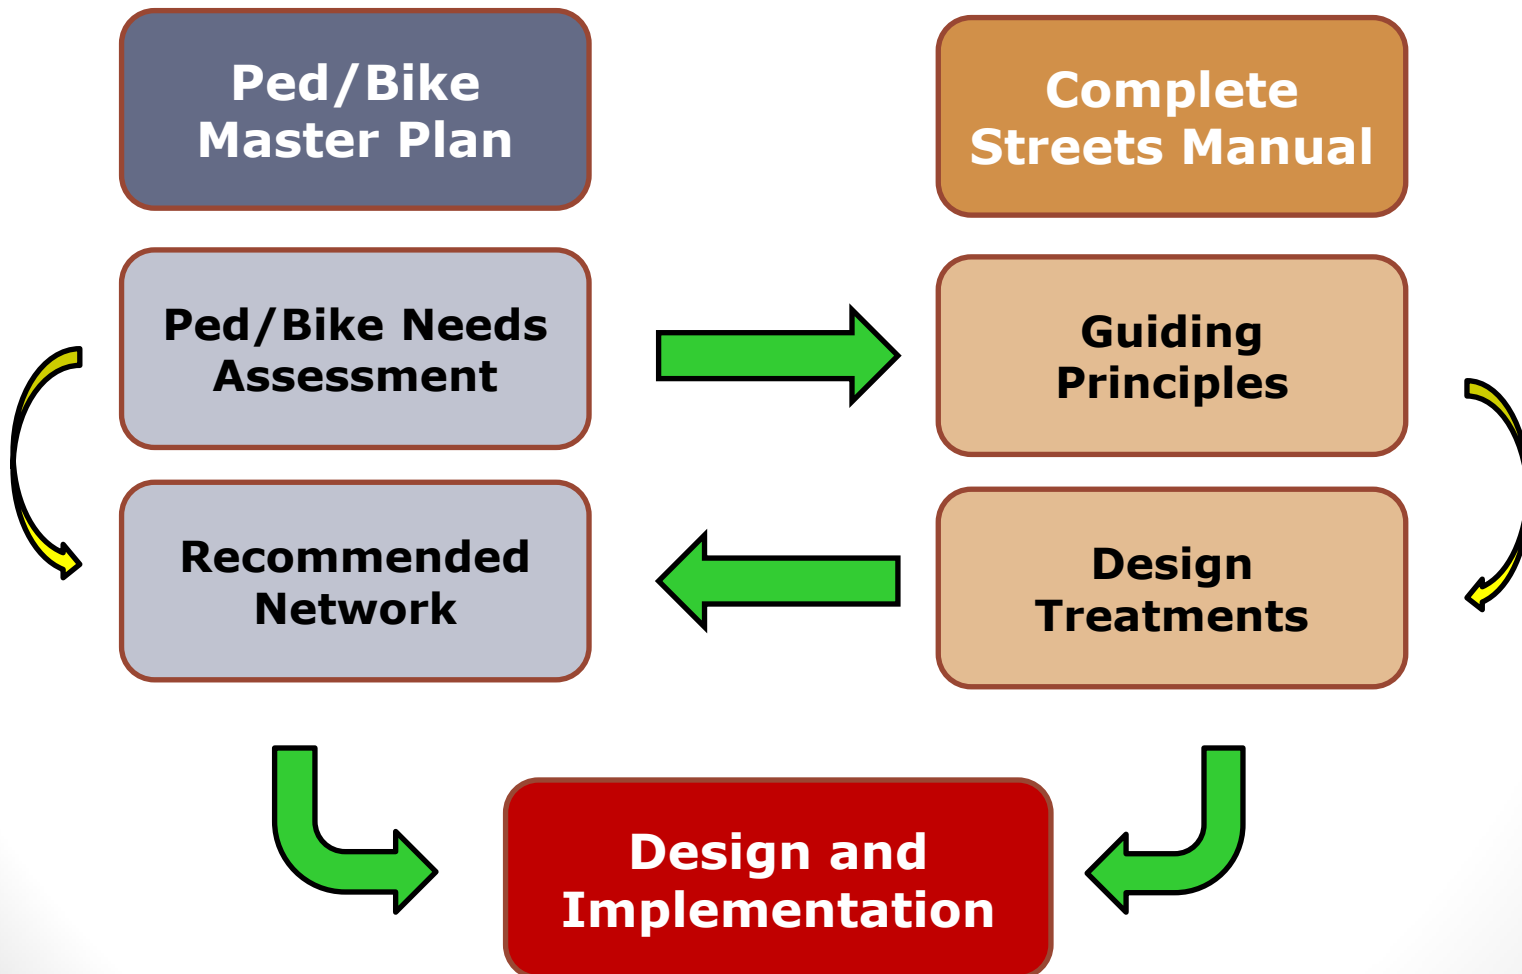 Ped/Bike
Master Plan
Complete
Streets Manual
Ped/Bike Needs
Assessment
Guiding
Principles
Recommended
Network
Design
Treatments
Design and
Implementation